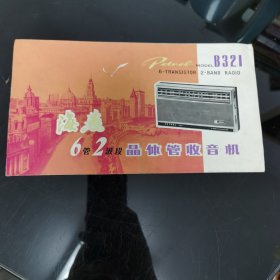 Petrel MODEL B321
6-TRANSISTOR 2-BAND RADIO
海燕
6管2波段 晶体管收音机